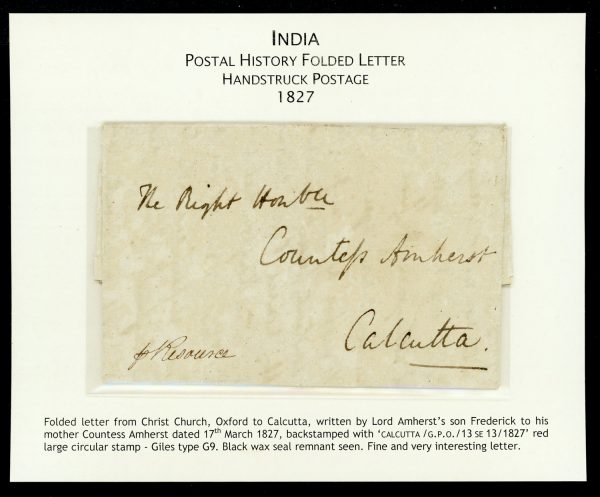 INDIA
POSTAL HISTORY FOLDED LETTER
HANDSTRUCK POSTAGE
1827
The Right Honble
Countess Amherst
Calcutta.
pr Resource
Folded letter from Christ Church, Oxford to Calcutta, written by Lord Amherst's son Frederick to his
mother Countess Amherst dated 17th March 1827, backstamped with ‘CALCUTTA /G.P.O./13 SE 13/1827’ red
large circular stamp - Giles type G9. Black wax seal remnant seen. Fine and very interesting letter.